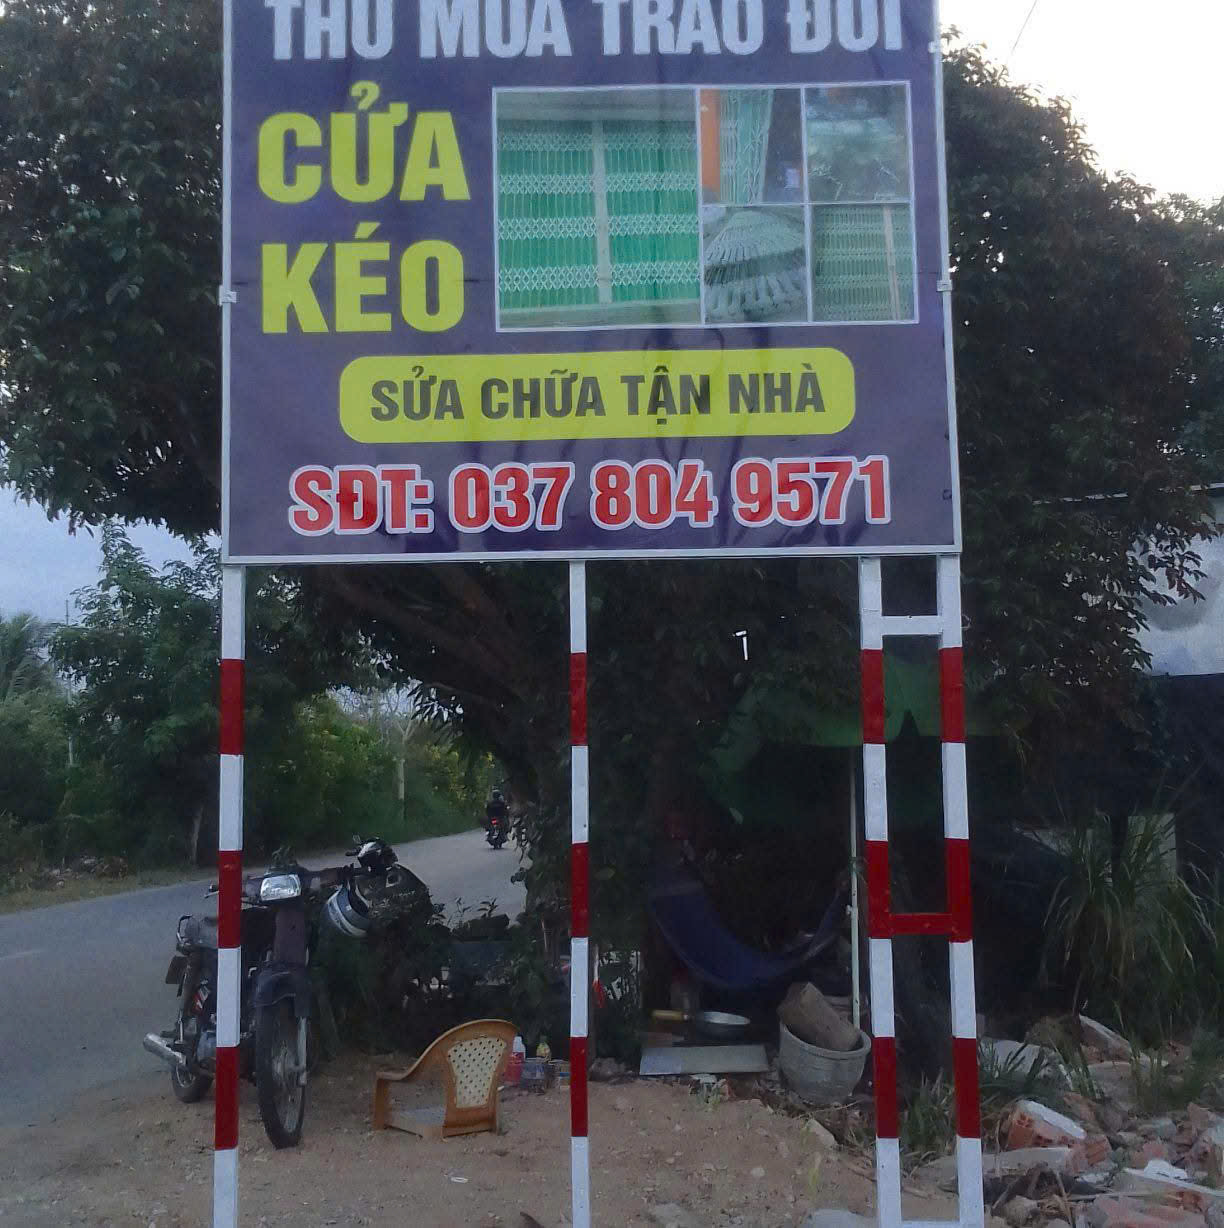 THU MUA TRAO ĐỔI
CỬA
KÉO
SỬA CHỮA TẬN NHÀ
SĐT: 037 804 9571